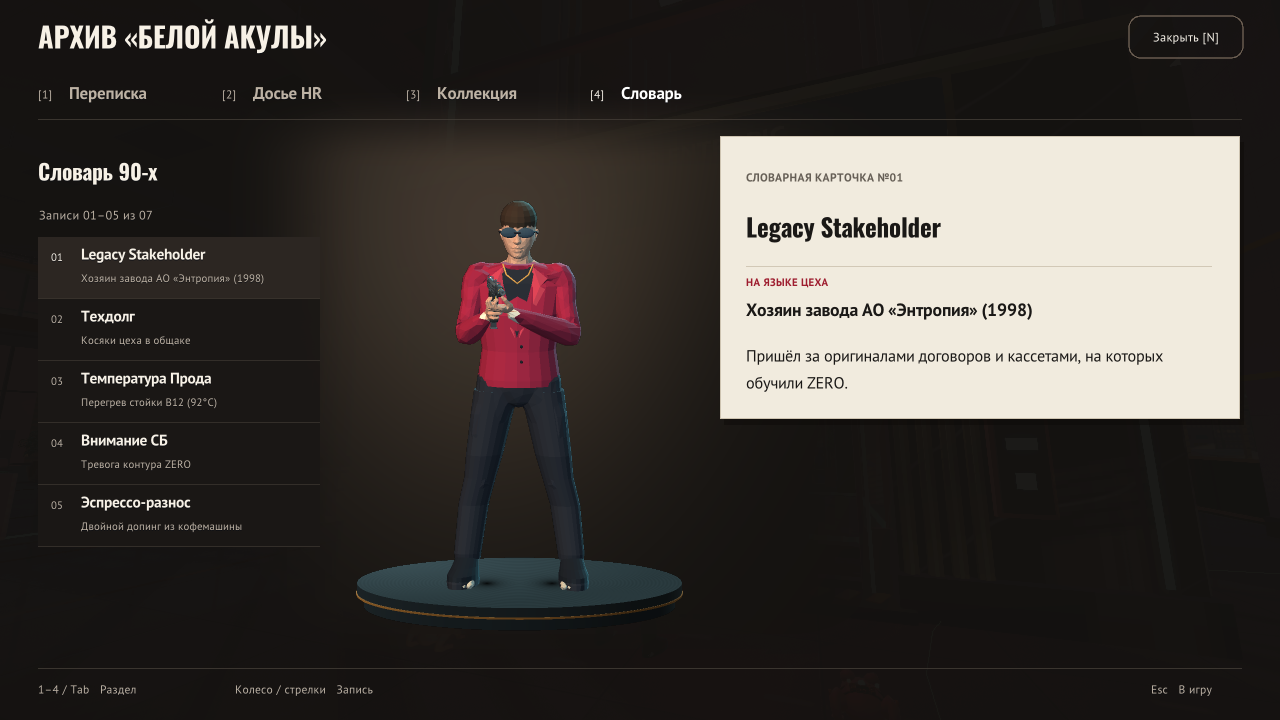 АРХИВ «БЕЛОЙ АКУЛЫ»
Закрыть [N]
[1] Переписка
[2] Досье HR
[3] Коллекция
[4] Словарь
Словарь 90-х
Записи 01–05 из 07
01 Legacy Stakeholder
Хозяин завода АО «Энтропия» (1998)
02 Техдолг
Косяки цеха в общаке
03 Температура Прода
Перегрев стойки B12 (92°C)
04 Внимание СБ
Тревога контура ZERO
05 Эспрессо-разнос
Двойной допинг из кофемашины
СЛОВАРНАЯ КАРТОЧКА №01
Legacy Stakeholder
НА ЯЗЫКЕ ЦЕХА
Хозяин завода АО «Энтропия» (1998)
Пришёл за оригиналами договоров и кассетами, на которых
обучили ZERO.
1–4 / Tab Раздел
Колесо / стрелки Запись
Esc В игру